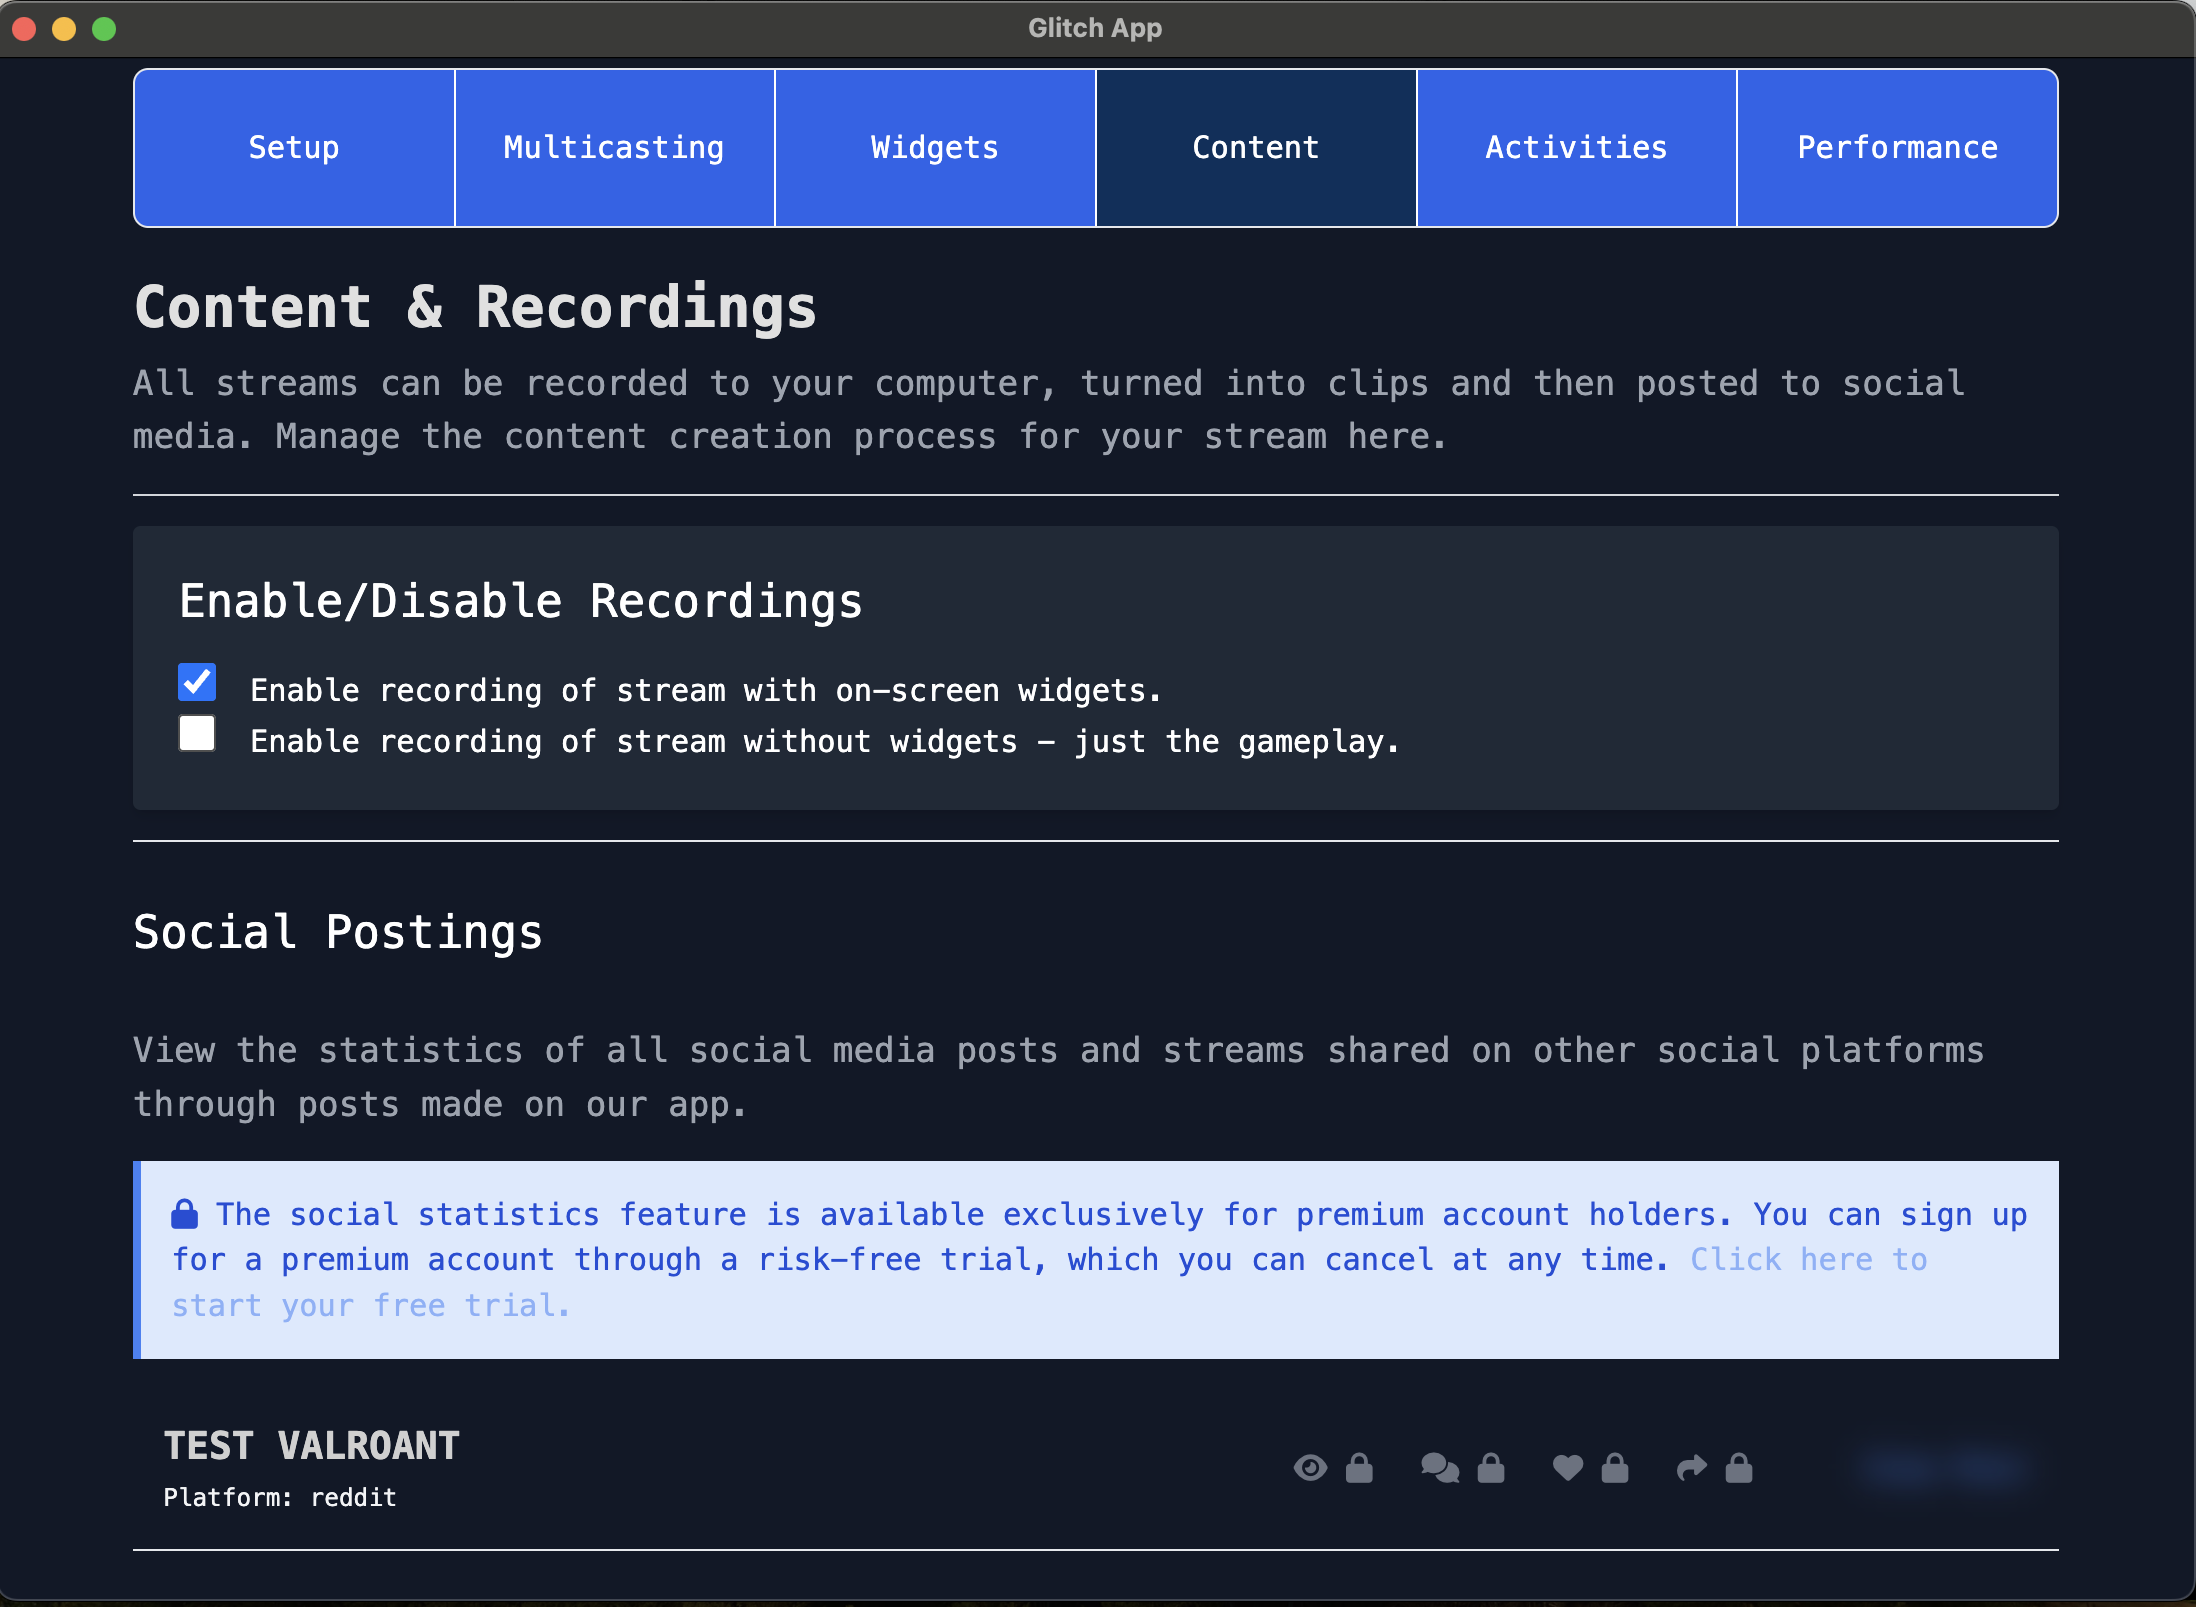 Glitch App
Setup
Multicasting
Widgets
Content
Activities
Performance
Content & Recordings
All streams can be recorded to your computer, turned into clips and then posted to social
media. Manage the content creation process for your stream here.
Enable/Disable Recordings
Enable recording of stream with on-screen widgets.
Enable recording of stream without widgets - just the gameplay.
Social Postings
View the statistics of all social media posts and streams shared on other social platforms
through posts made on our app.
The social statistics feature is available exclusively for premium account holders. You can sign up
for a premium account through a risk-free trial, which you can cancel at any time. Click here to
start your free trial.
TEST VALROANT
Platform: reddit